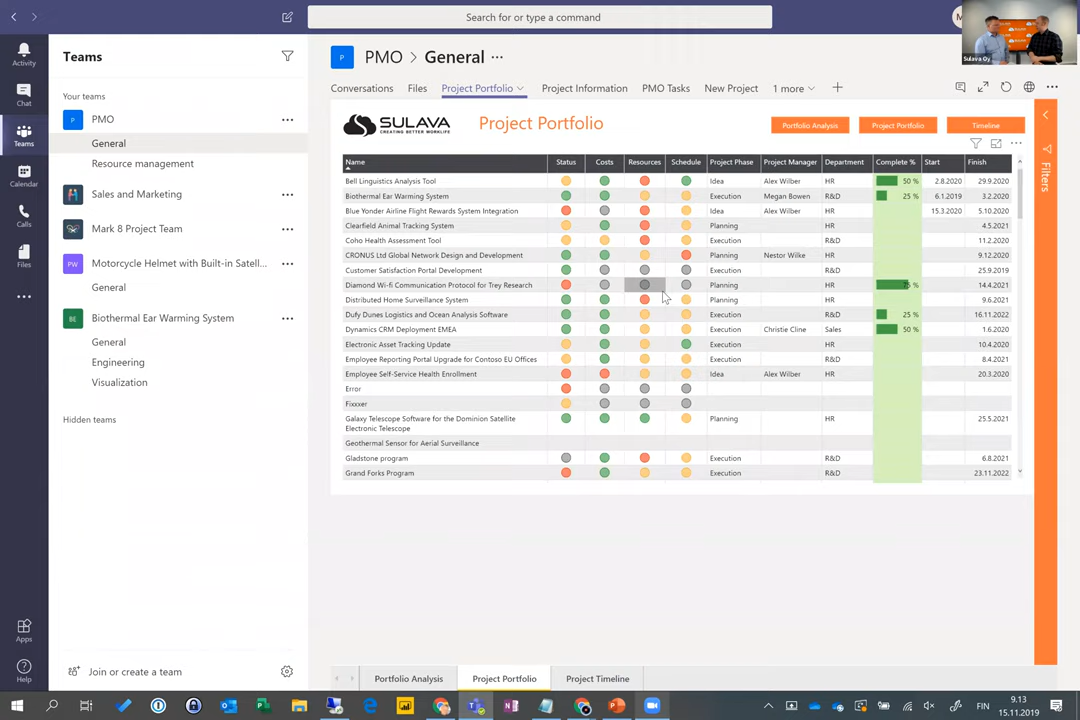 Search for or type a command
M
Sulava Oy
Activity
Chat
Teams
Calendar
Calls
Files
Apps
Help
Teams
Your teams
PMO
General
Resource management
Sales and Marketing
Mark 8 Project Team
PW Motorcycle Helmet with Built-in Satell...
General
BE Biothermal Ear Warming System
General
Engineering
Visualization
Hidden teams
Join or create a team
P PMO > General
Conversations Files Project Portfolio Project Information PMO Tasks New Project 1 more
SULAVA
CREATING BETTER WORKLIFE
Project Portfolio
Portfolio Analysis Project Portfolio Timeline
Filters
Name Status Costs Resources Schedule Project Phase Project Manager Department Complete % Start Finish
Bell Linguistics Analysis Tool Idea Alex Wilber HR 50 % 2.8.2020 29.9.2020
Biothermal Ear Warming System Execution Megan Bowen R&D 25 % 6.1.2019 3.2.2020
Blue Yonder Airline Flight Rewards System Integration Idea Alex Wilber HR 15.3.2020 5.10.2020
Clearfield Animal Tracking System Planning HR 4.5.2021
Coho Health Assessment Tool Execution R&D 11.2.2020
CRONUS Ltd Global Network Design and Development Planning Nestor Wilke HR 9.12.2020
Customer Satisfaction Portal Development Execution R&D 25.9.2019
Diamond Wi-fi Communication Protocol for Trey Research Planning HR 75 % 14.4.2021
Distributed Home Surveillance System Planning HR 9.6.2021
Dufy Dunes Logistics and Ocean Analysis Software Execution R&D 25 % 16.11.2022
Dynamics CRM Deployment EMEA Execution Christie Cline Sales 50 % 1.6.2020
Electronic Asset Tracking Update Execution HR 10.4.2020
Employee Reporting Portal Upgrade for Contoso EU Offices Execution HR 8.4.2021
Employee Self-Service Health Enrollment Idea Alex Wilber HR 20.3.2020
Error
Fixxxer
Galaxy Telescope Software for the Dominion Satellite Planning HR 25.5.2021
Electronic Telescope
Geothermal Sensor for Aerial Surveillance
Gladstone program Execution R&D 6.8.2021
Grand Forks Program Execution R&D 23.11.2022
Portfolio Analysis Project Portfolio Project Timeline
FIN
9.13
15.11.2019